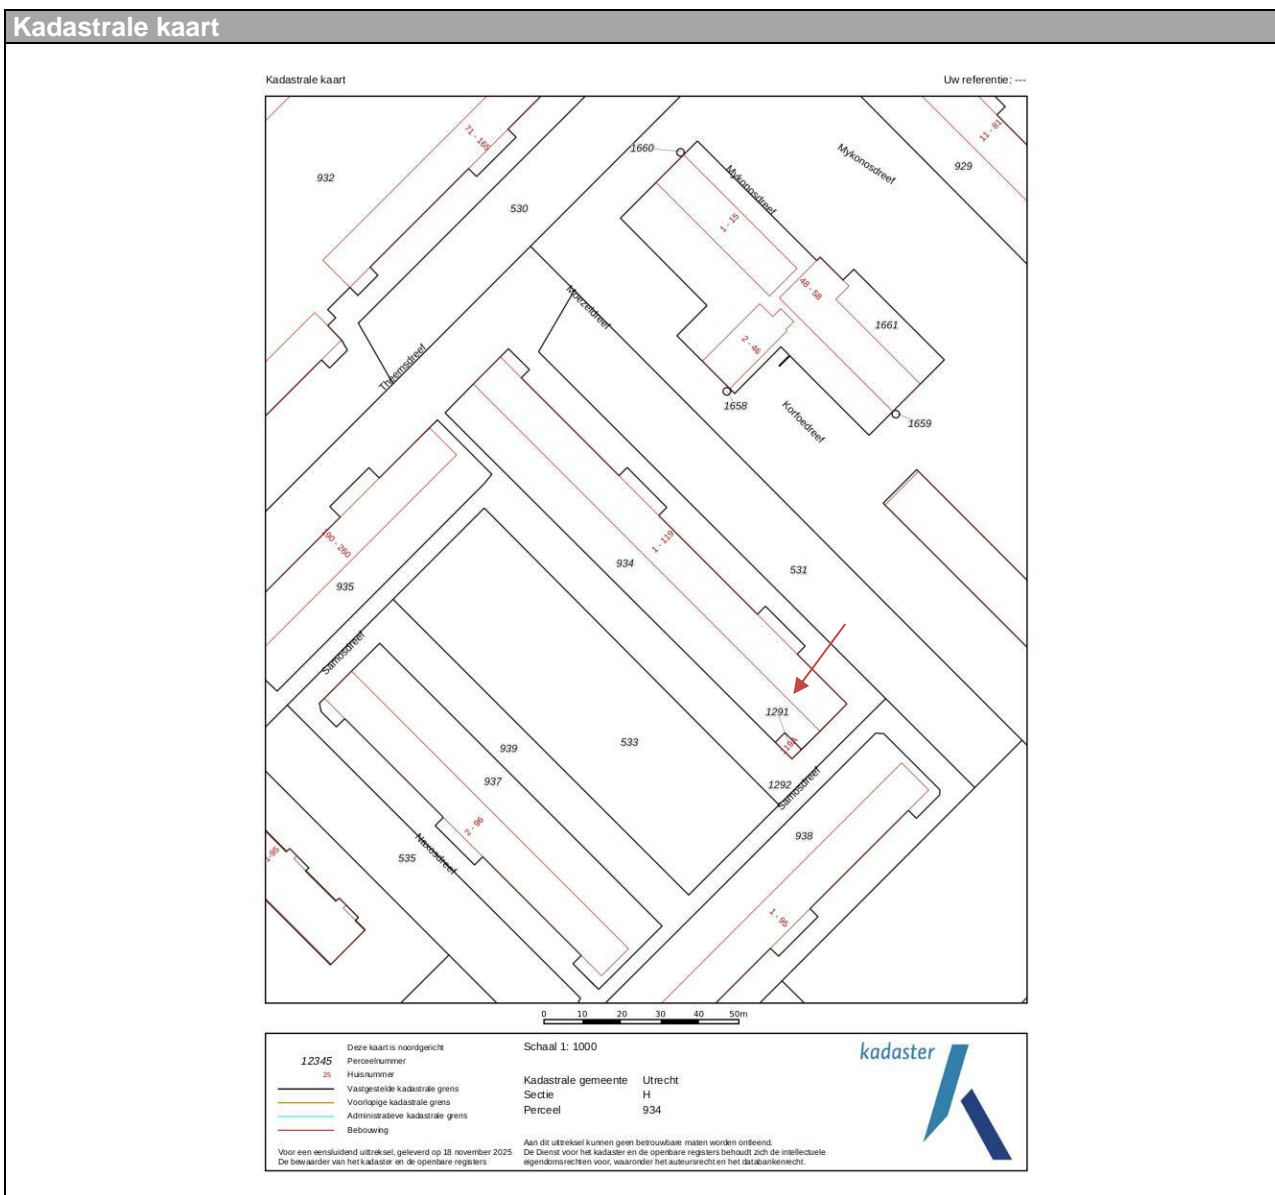 Kadastrale kaart
Kadastrale kaart
Uw referentie: ---
71 - 165
11 - 81
1660
Mykonosdreef
Mykonosdreef
929
932
530
1 - 15
48 - 58
Moezeldreef
1661
2 - 46
Theemsdreef
1658
Korfoedreef
1659
190 - 260
1 - 119
934
531
935
Samosdreef
1291
119A
939
533
937
1292
Samosdreef
2 - 96
938
Naxosdreef
535
1-95
1 - 95
0 10 20 30 40 50m
Deze kaart is noordgericht
12345 Perceelnummer
25 Huisnummer
Vastgestelde kadastrale grens
Voorlopige kadastrale grens
Administratieve kadastrale grens
Bebouwing
Voor een eensluidend uittreksel, geleverd op 18 november 2025
De bewaarder van het kadaster en de openbare registers
Schaal 1: 1000
Kadastrale gemeente Utrecht
Sectie H
Perceel 934
Aan dit uittreksel kunnen geen betrouwbare maten worden ontleend.
De Dienst voor het kadaster en de openbare registers behoudt zich de intellectuele
eigendomsrechten voor, waaronder het auteursrecht en het databankenrecht.
kadaster